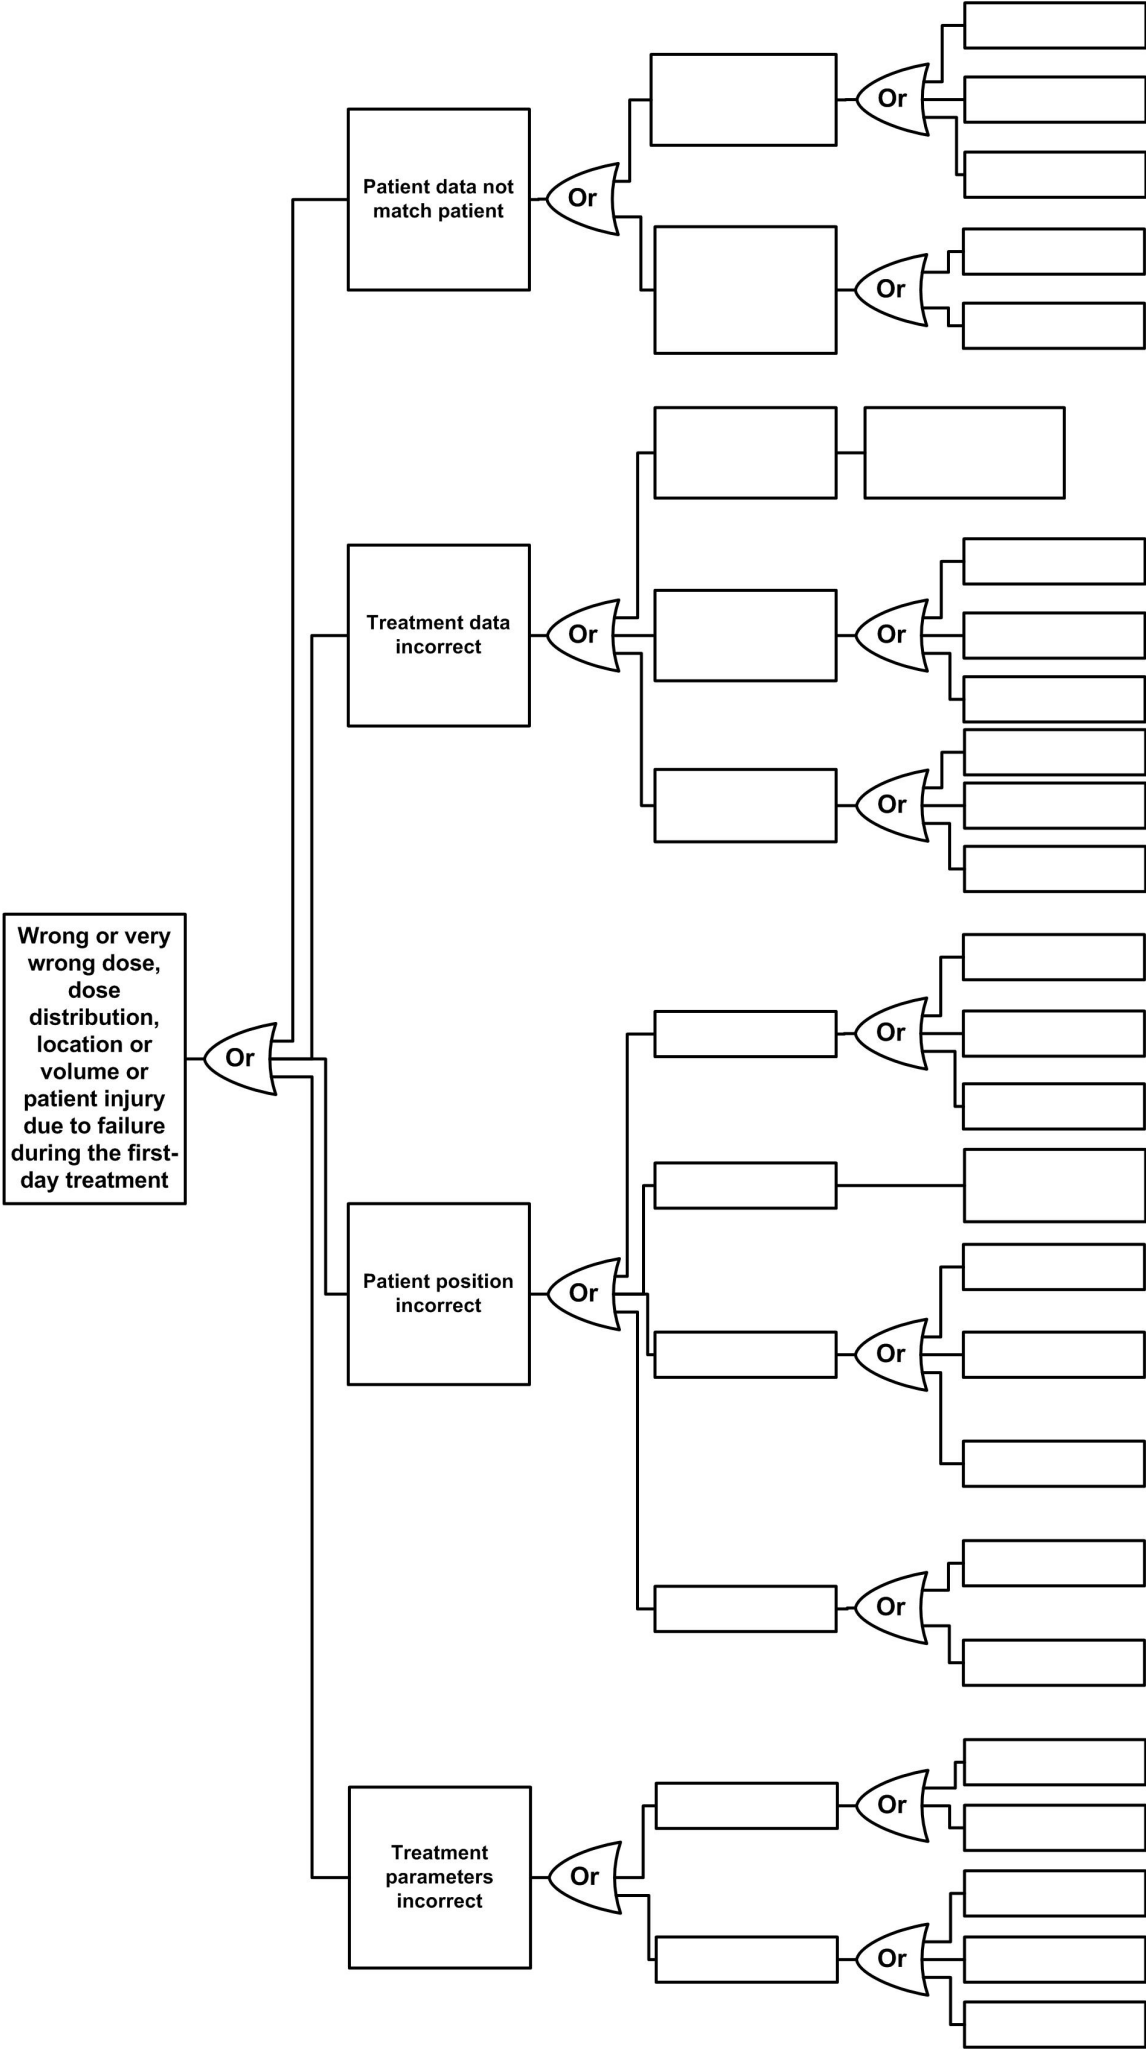 Or
Or
Patient data not
match patient
Or
Or
Treatment data
incorrect
Or
Or
Or
Wrong or very
wrong dose,
dose
distribution,
location or
volume or
patient injury
due to failure
during the first-
day treatment
Or
Or
Patient position
incorrect
Or
Or
Or
Or
Treatment
parameters
incorrect
Or
Or